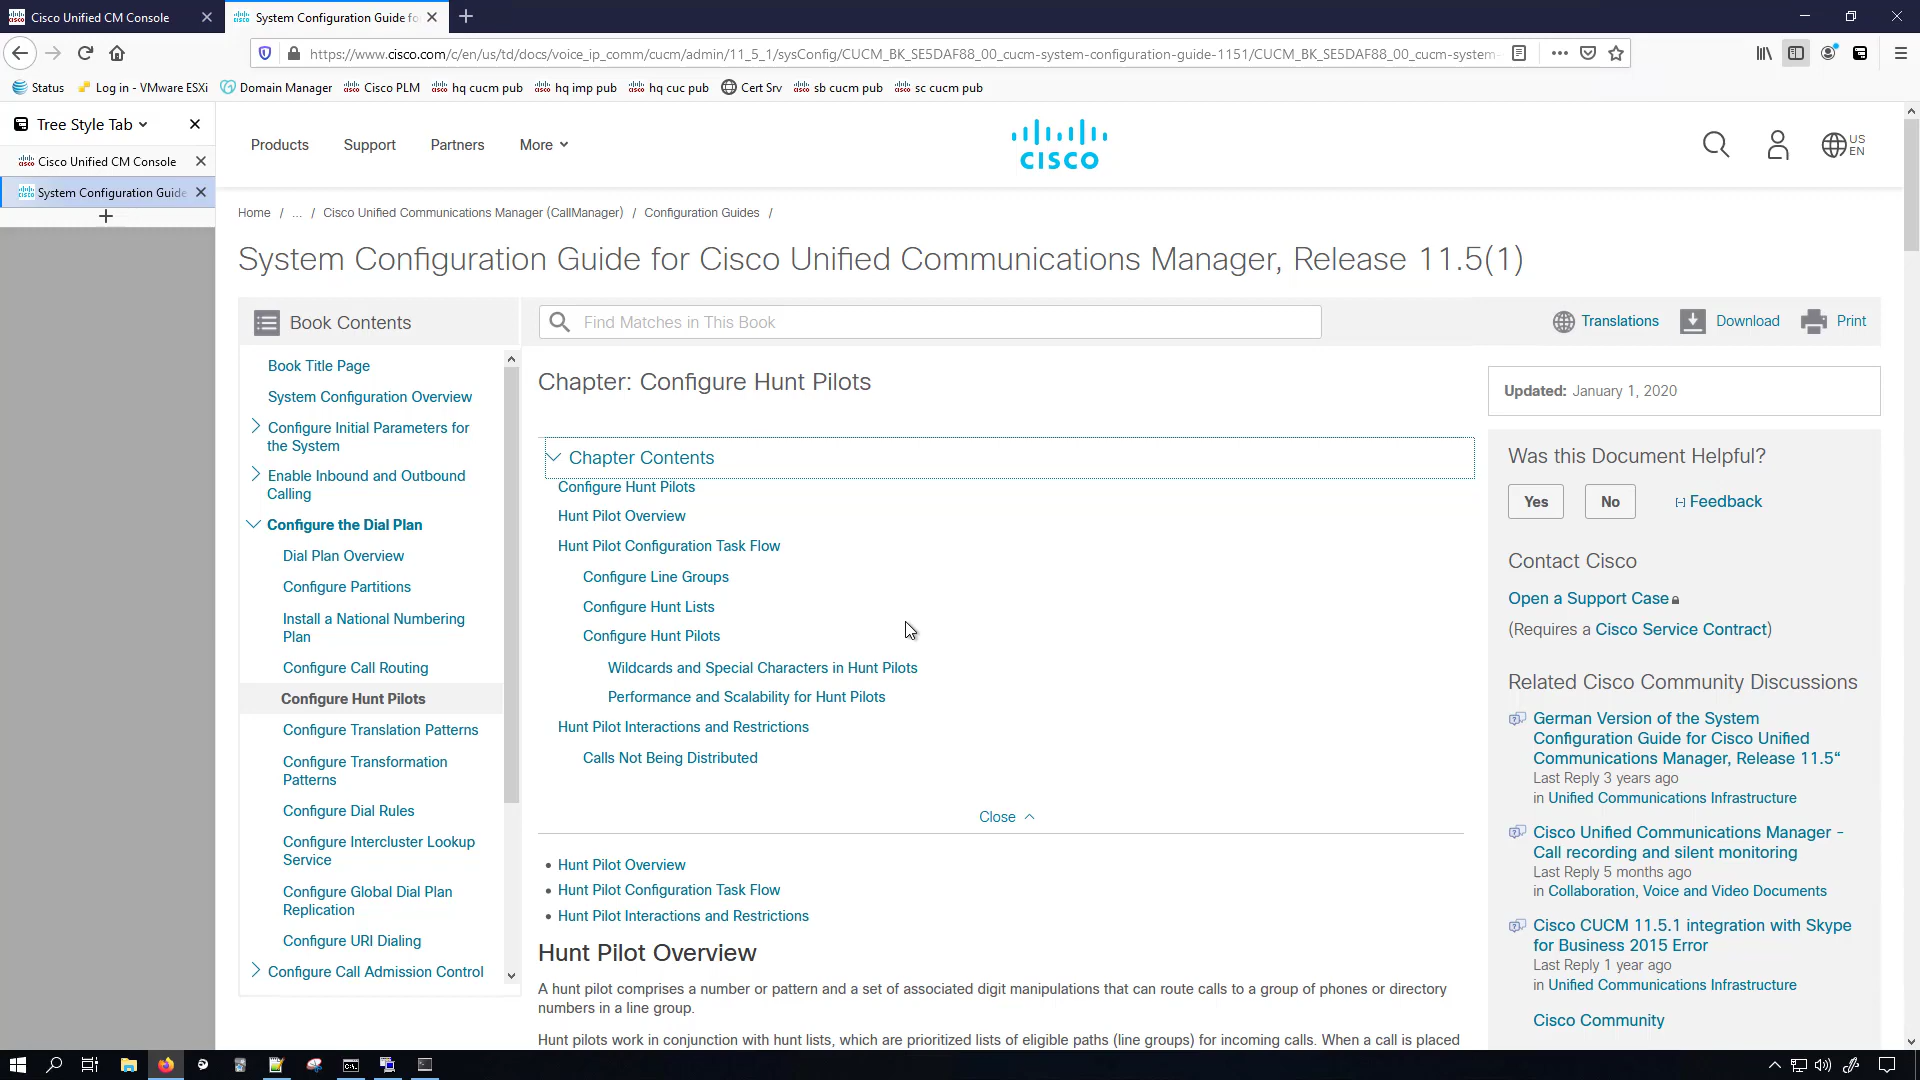 Cisco Unified CM Console
System Configuration Guide fo
https://www.cisco.com/c/en/us/td/docs/voice_ip_comm/cucm/admin/11_5_1/sysConfig/CUCM_BK_SE5DAF88_00_cucm-system-configuration-guide-1151/CUCM_BK_SE5DAF88_00_cucm-system-
Status
Log in - VMware ESXi
Domain Manager
Cisco PLM
hq cucm pub
hq imp pub
hq cuc pub
Cert Srv
sb cucm pub
sc cucm pub
Tree Style Tab
Cisco Unified CM Console
System Configuration Guide
Products
Support
Partners
More
CISCO
US
EN
Home / ... / Cisco Unified Communications Manager (CallManager) / Configuration Guides /
System Configuration Guide for Cisco Unified Communications Manager, Release 11.5(1)
Book Contents
Find Matches in This Book
Translations
Download
Print
Book Title Page
System Configuration Overview
Configure Initial Parameters for
the System
Enable Inbound and Outbound
Calling
Configure the Dial Plan
Dial Plan Overview
Configure Partitions
Install a National Numbering
Plan
Configure Call Routing
Configure Hunt Pilots
Configure Translation Patterns
Configure Transformation
Patterns
Configure Dial Rules
Configure Intercluster Lookup
Service
Configure Global Dial Plan
Replication
Configure URI Dialing
Configure Call Admission Control
Chapter: Configure Hunt Pilots
Chapter Contents
Configure Hunt Pilots
Hunt Pilot Overview
Hunt Pilot Configuration Task Flow
Configure Line Groups
Configure Hunt Lists
Configure Hunt Pilots
Wildcards and Special Characters in Hunt Pilots
Performance and Scalability for Hunt Pilots
Hunt Pilot Interactions and Restrictions
Calls Not Being Distributed
Close
• Hunt Pilot Overview
• Hunt Pilot Configuration Task Flow
• Hunt Pilot Interactions and Restrictions
Hunt Pilot Overview
A hunt pilot comprises a number or pattern and a set of associated digit manipulations that can route calls to a group of phones or directory
numbers in a line group.
Hunt pilots work in conjunction with hunt lists, which are prioritized lists of eligible paths (line groups) for incoming calls. When a call is placed
Updated: January 1, 2020
Was this Document Helpful?
Yes
No
[-] Feedback
Contact Cisco
Open a Support Case
(Requires a Cisco Service Contract)
Related Cisco Community Discussions
German Version of the System
Configuration Guide for Cisco Unified
Communications Manager, Release 11.5“
Last Reply 3 years ago
in Unified Communications Infrastructure
Cisco Unified Communications Manager -
Call recording and silent monitoring
Last Reply 5 months ago
in Collaboration, Voice and Video Documents
Cisco CUCM 11.5.1 integration with Skype
for Business 2015 Error
Last Reply 1 year ago
in Unified Communications Infrastructure
Cisco Community